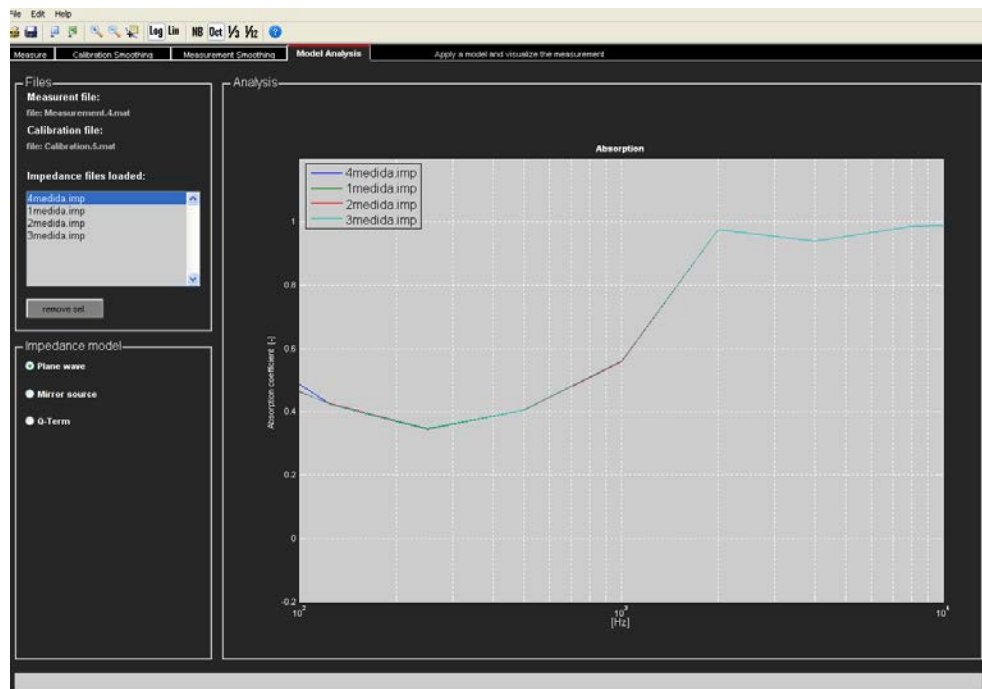 File Edit Help
Log Lin NB Oct 1/3 1/12 ?
Measure Calibration Smoothing Measurement Smoothing Model Analysis Apply a model and visualize the measurement
Files
Measurent file:
file: Measurement.4.mat
Calibration file:
file: Calibration.5.mat
Impedance files loaded:
4medida.imp
1medida.imp
2medida.imp
3medida.imp
remove sel.
Impedance model
Plane wave
Mirror source
Q-Term
Analysis
Absorption
4medida.imp
1medida.imp
2medida.imp
3medida.imp
Absorption coefficient [-]
1
0.8
0.6
0.4
0.2
0
-0.2
10² 10³ 10⁴
[Hz]